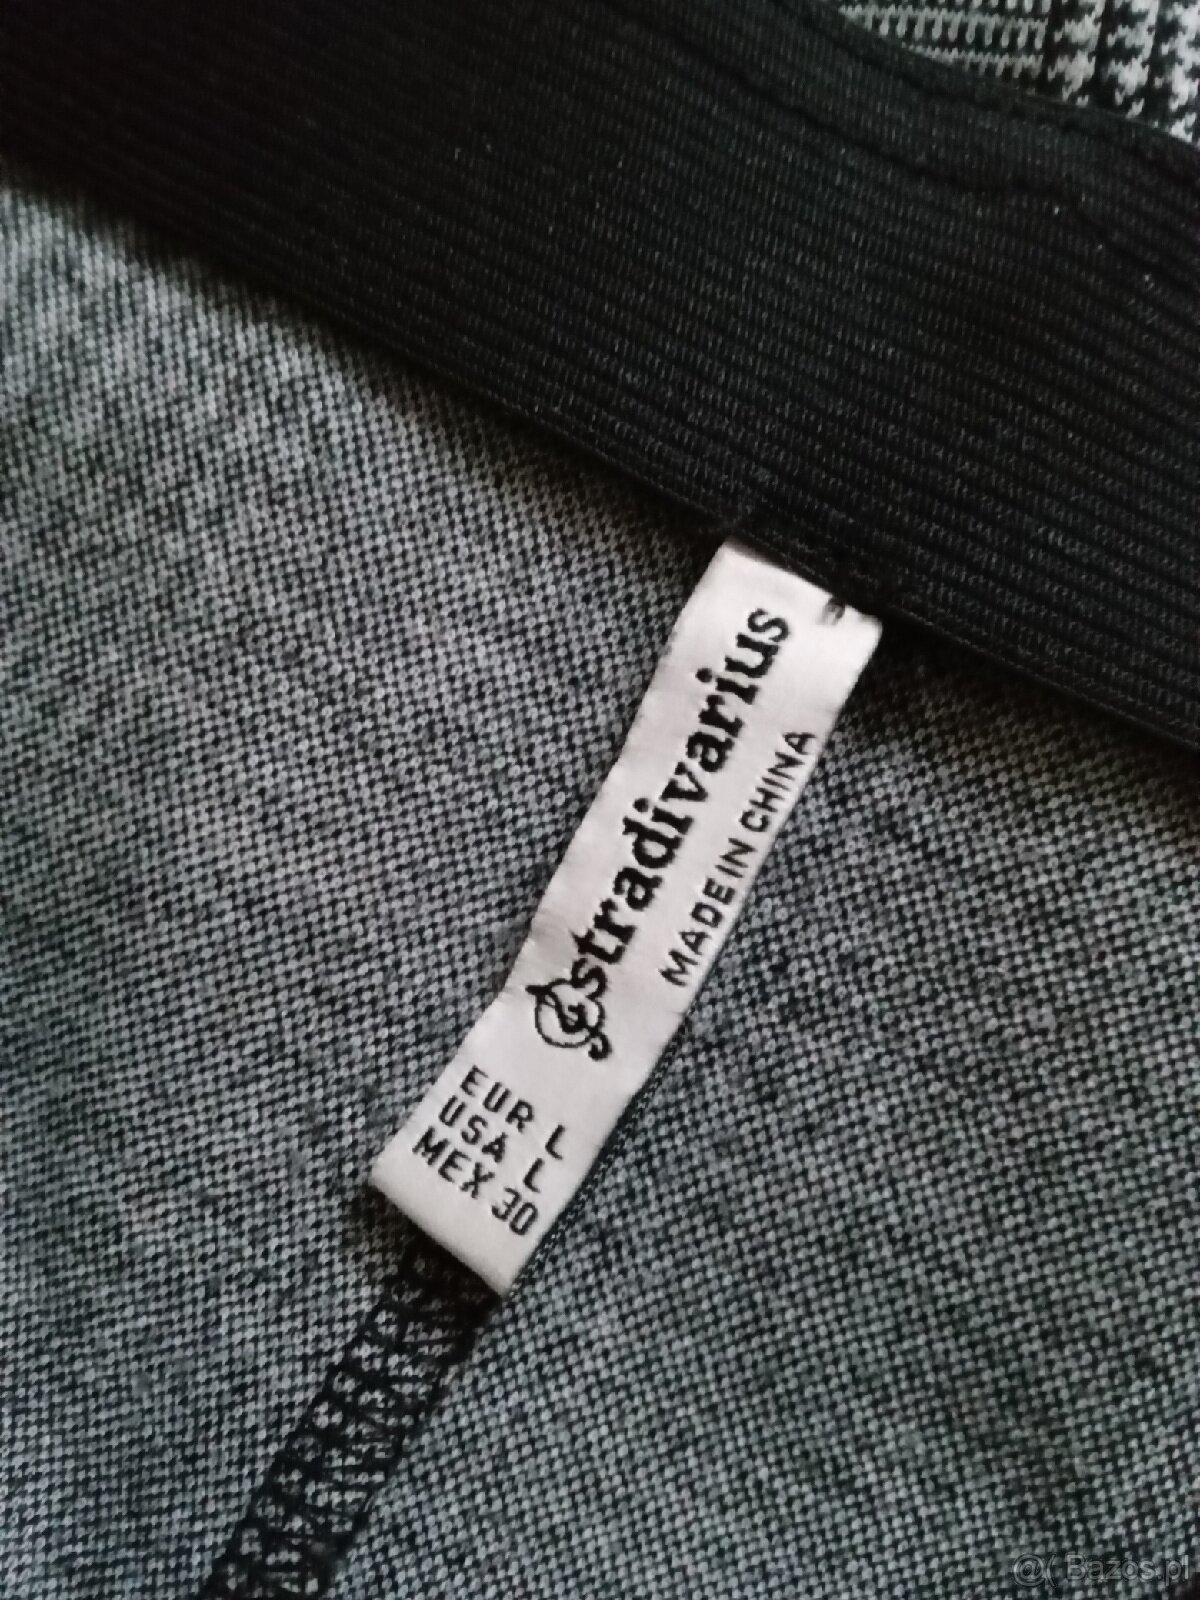 stradivarius
MADE IN CHINA
EUR L
USA L
MEX 30
@( Bazos.pl